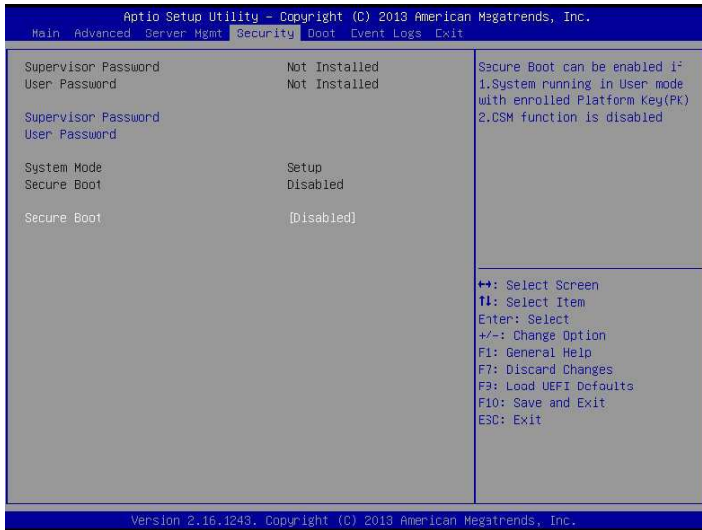 Aptio Setup Utility – Copyright (C) 2013 American Megatrends, Inc.
Main Advanced Server Mgmt Security Boot Event Logs Exit
Supervisor Password Not Installed
User Password Not Installed
Supervisor Password
User Password
System Mode Setup
Secure Boot Disabled
Secure Boot [Disabled]
Secure Boot can be enabled if
1.System running in User mode
with enrolled Platform Key(PK)
2.CSM function is disabled
↔: Select Screen
↑↓: Select Item
Enter: Select
+/-: Change Option
F1: General Help
F7: Discard Changes
F9: Load UEFI Defaults
F10: Save and Exit
ESC: Exit
Version 2.16.1243. Copyright (C) 2013 American Megatrends, Inc.